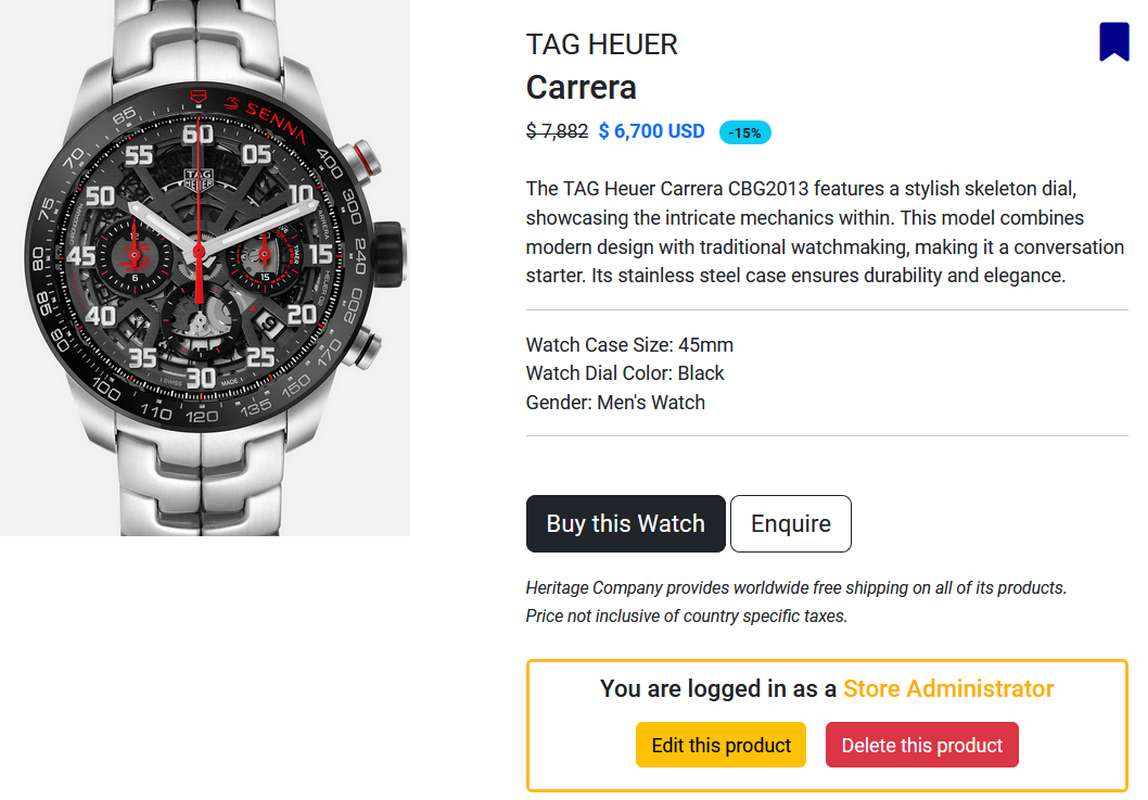 TAG HEUER
Carrera
$ 7,882 $ 6,700 USD -15%
The TAG Heuer Carrera CBG2013 features a stylish skeleton dial,
showcasing the intricate mechanics within. This model combines
modern design with traditional watchmaking, making it a conversation
starter. Its stainless steel case ensures durability and elegance.
Watch Case Size: 45mm
Watch Dial Color: Black
Gender: Men's Watch
Buy this Watch Enquire
Heritage Company provides worldwide free shipping on all of its products.
Price not inclusive of country specific taxes.
You are logged in as a Store Administrator
Edit this product Delete this product
SENNA
TAG
HEUER
60
05
10
15
20
25
30
35
40
45
50
55
400
300
240
200
170
150
135
120
110
100
80
75
70
65
6
15
9
SWISS MADE